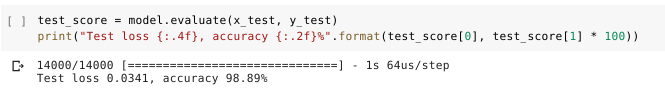 [ ] test_score = model.evaluate(x_test, y_test)
print("Test loss {:.4f}, accuracy {:.2f}%".format(test_score[0], test_score[1] * 100))
14000/14000 [==============================] - 1s 64us/step
Test loss 0.0341, accuracy 98.89%